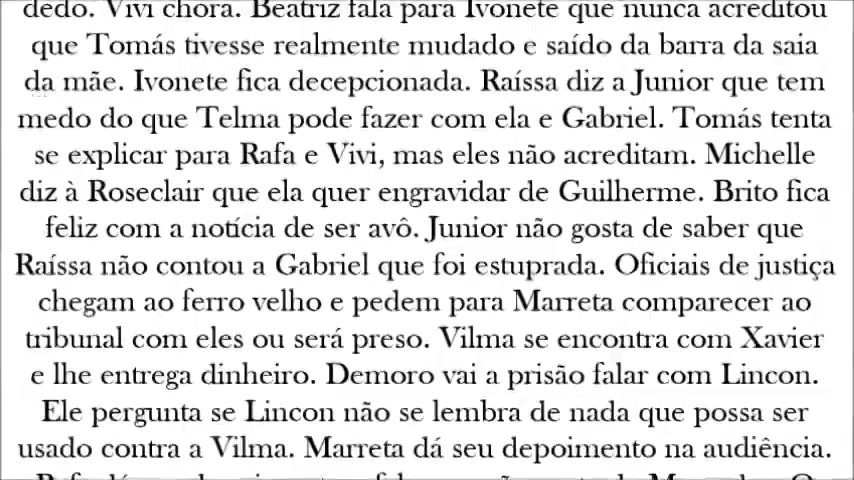 dedo. Vivi chora. Beatriz fala para Ivonete que nunca acreditou
que Tomás tivesse realmente mudado e saído da barra da saia
da mãe. Ivonete fica decepcionada. Raíssa diz a Junior que tem
medo do que Telma pode fazer com ela e Gabriel. Tomás tenta
se explicar para Rafa e Vivi, mas eles não acreditam. Michelle
diz à Roseclair que ela quer engravidar de Guilherme. Brito fica
feliz com a notícia de ser avô. Junior não gosta de saber que
Raíssa não contou a Gabriel que foi estuprada. Oficiais de justiça
chegam ao ferro velho e pedem para Marreta comparecer ao
tribunal com eles ou será preso. Vilma se encontra com Xavier
e lhe entrega dinheiro. Demoro vai a prisão falar com Lincon.
Ele pergunta se Lincon não se lembra de nada que possa ser
usado contra a Vilma. Marreta dá seu depoimento na audiência.